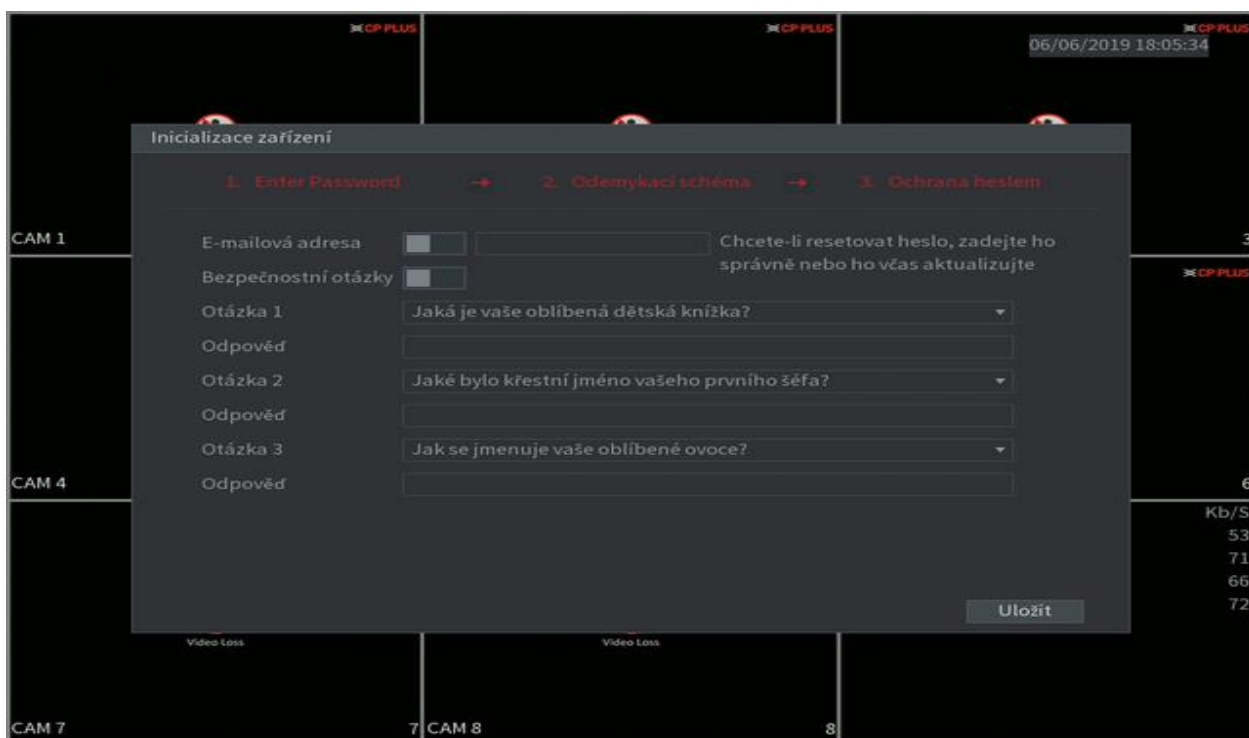 CP PLUS
CP PLUS
CP PLUS
06/06/2019 18:05:34
Inicializace zařízení
1. Enter Password → 2. Odemykací schéma → 3. Ochrana heslem
CAM 1
3
E-mailová adresa
Chcete-li resetovat heslo, zadejte ho
správně nebo ho včas aktualizujte
CP PLUS
Bezpečnostní otázky
Otázka 1 Jaká je vaše oblíbená dětská knížka?
Odpověď
Otázka 2 Jaké bylo křestní jméno vašeho prvního šéfa?
Odpověď
Otázka 3 Jak se jmenuje vaše oblíbené ovoce?
Odpověď
CAM 4
6
Kb/S
53
71
66
72
Uložit
Video Loss
Video Loss
CAM 7
7
CAM 8
8